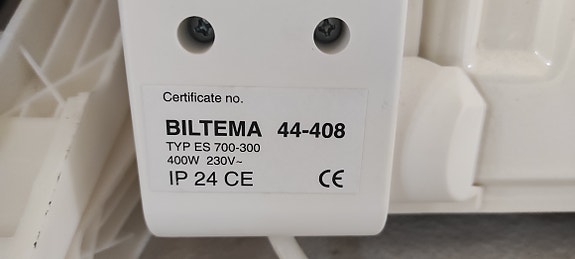 Certificate no.
BILTEMA 44-408
TYP ES 700-300
400W 230V~
IP 24 CE CE